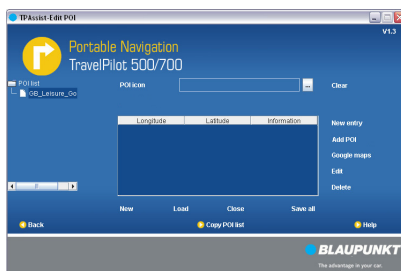 TPAssist-Edit POI
V1.3
Portable Navigation
TravelPilot 500/700
POI list
GB_Leisure_Go
POI icon
...
Clear
Longitude Latitude Information
New entry
Add POI
Google maps
Edit
Delete
New Load Close Save all
Back Copy POI list Help
BLAUPUNKT
The advantage in your car.